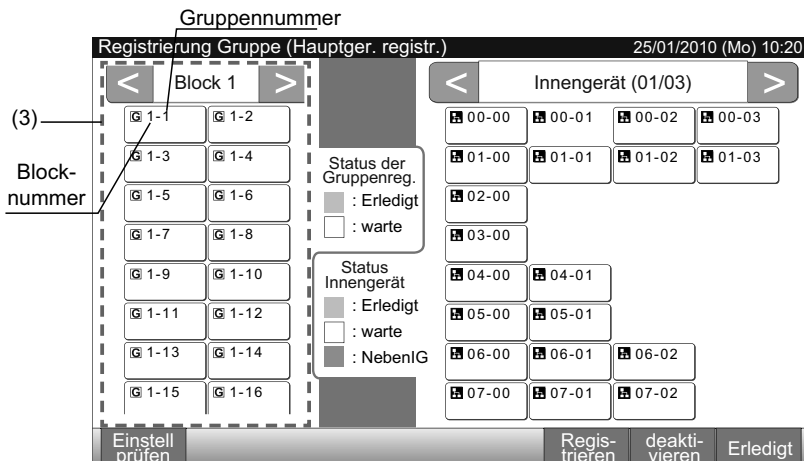 Gruppennummer
Registrierung Gruppe (Hauptger. registr.) 25/01/2010 (Mo) 10:20
< Block 1 > < Innengerät (01/03) >
(3)
Block-
nummer
G 1-1 G 1-2
G 1-3 G 1-4
G 1-5 G 1-6
G 1-7 G 1-8
G 1-9 G 1-10
G 1-11 G 1-12
G 1-13 G 1-14
G 1-15 G 1-16
Status der
Gruppenreg.
: Erledigt
: warte
Status
Innengerät
: Erledigt
: warte
: NebenIG
00-00 00-01 00-02 00-03
01-00 01-01 01-02 01-03
02-00
03-00
04-00 04-01
05-00 05-01
06-00 06-01 06-02
07-00 07-01 07-02
Einstell
prüfen
Regis-
trieren
deakti-
vieren
Erledigt